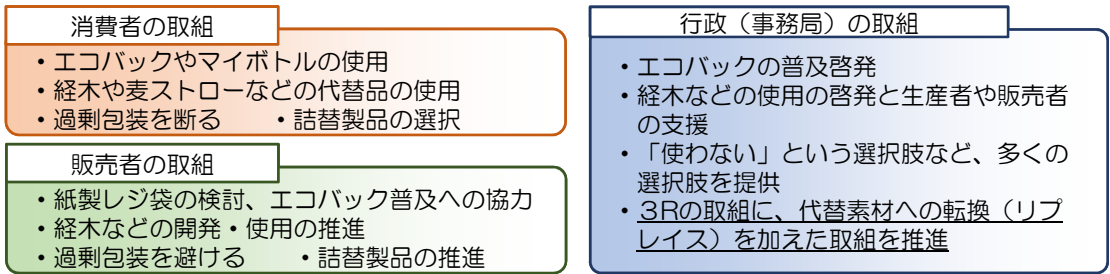 消費者の取組
・エコバックやマイボトルの使用
・経木や麦ストローなどの代替品の使用
・過剰包装を断る　・詰替製品の選択
販売者の取組
・紙製レジ袋の検討、エコバック普及への協力
・経木などの開発・使用の推進
・過剰包装を避ける　・詰替製品の推進
行政（事務局）の取組
・エコバックの普及啓発
・経木などの使用の啓発と生産者や販売者
の支援
・「使わない」という選択肢など、多くの
選択肢を提供
・３Rの取組に、代替素材への転換（リプ
レイス）を加えた取組を推進